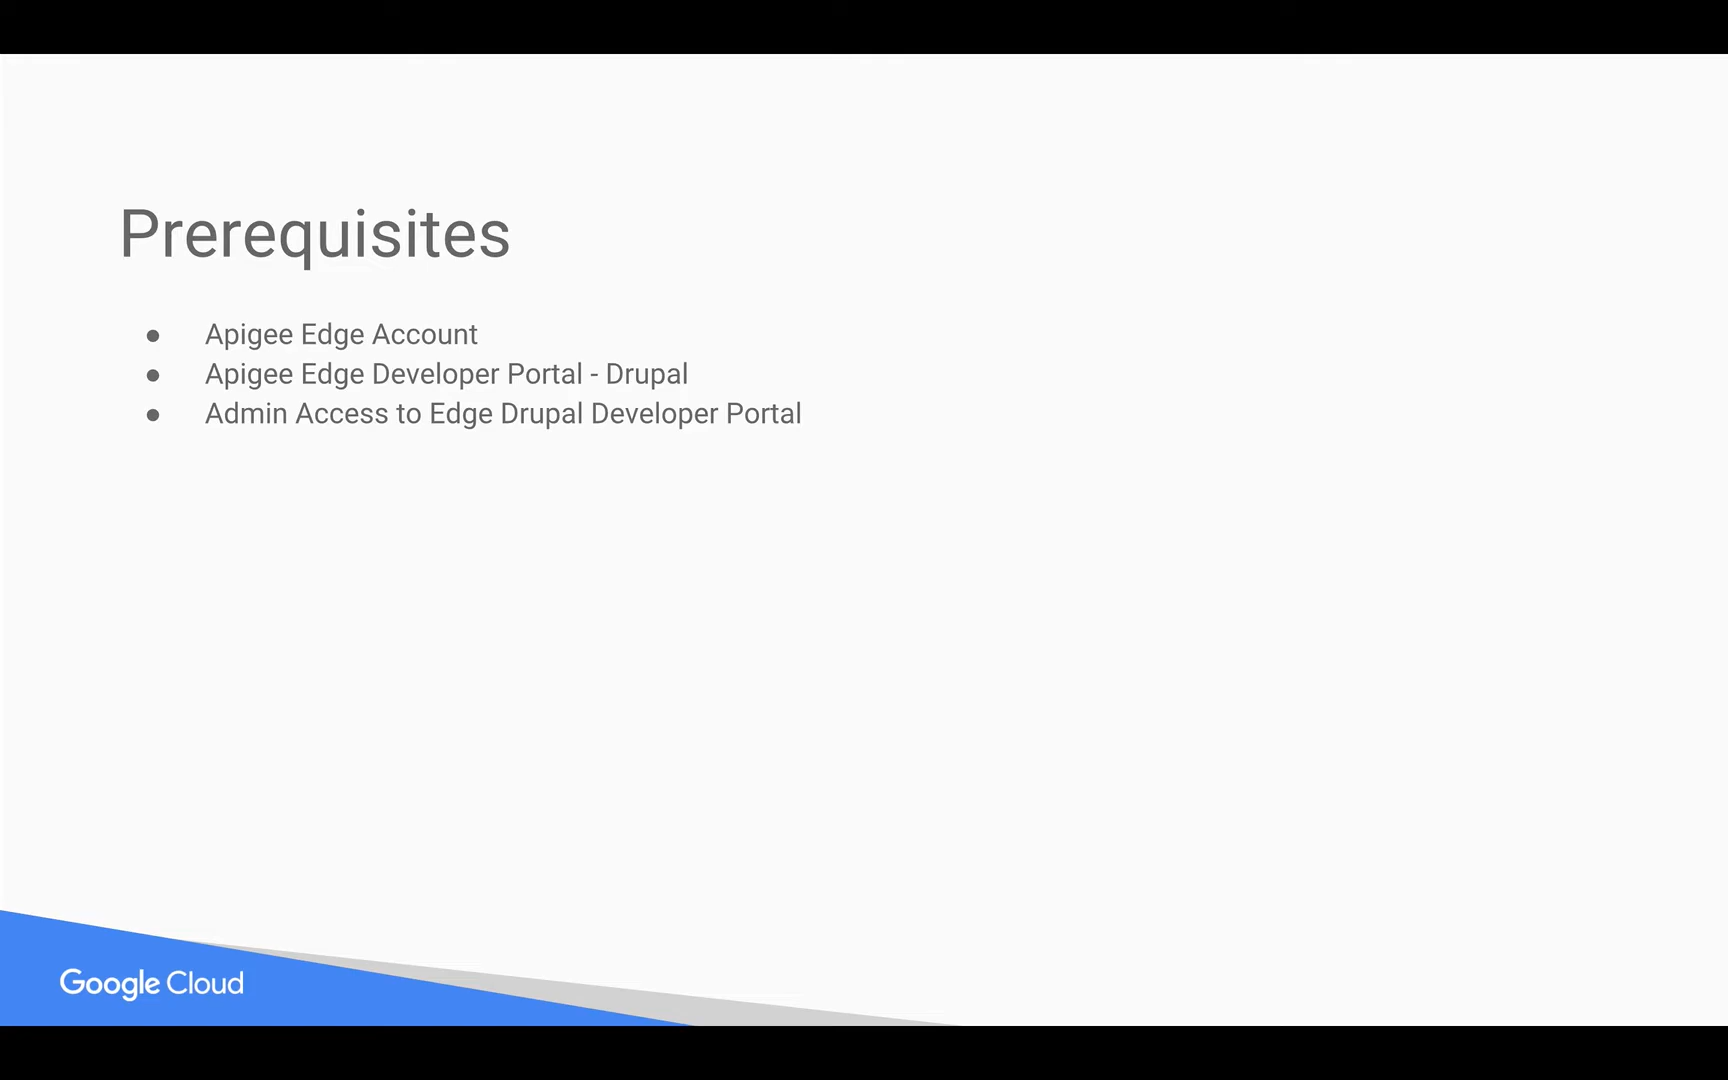 Prerequisites
● Apigee Edge Account
● Apigee Edge Developer Portal - Drupal
● Admin Access to Edge Drupal Developer Portal
Google Cloud